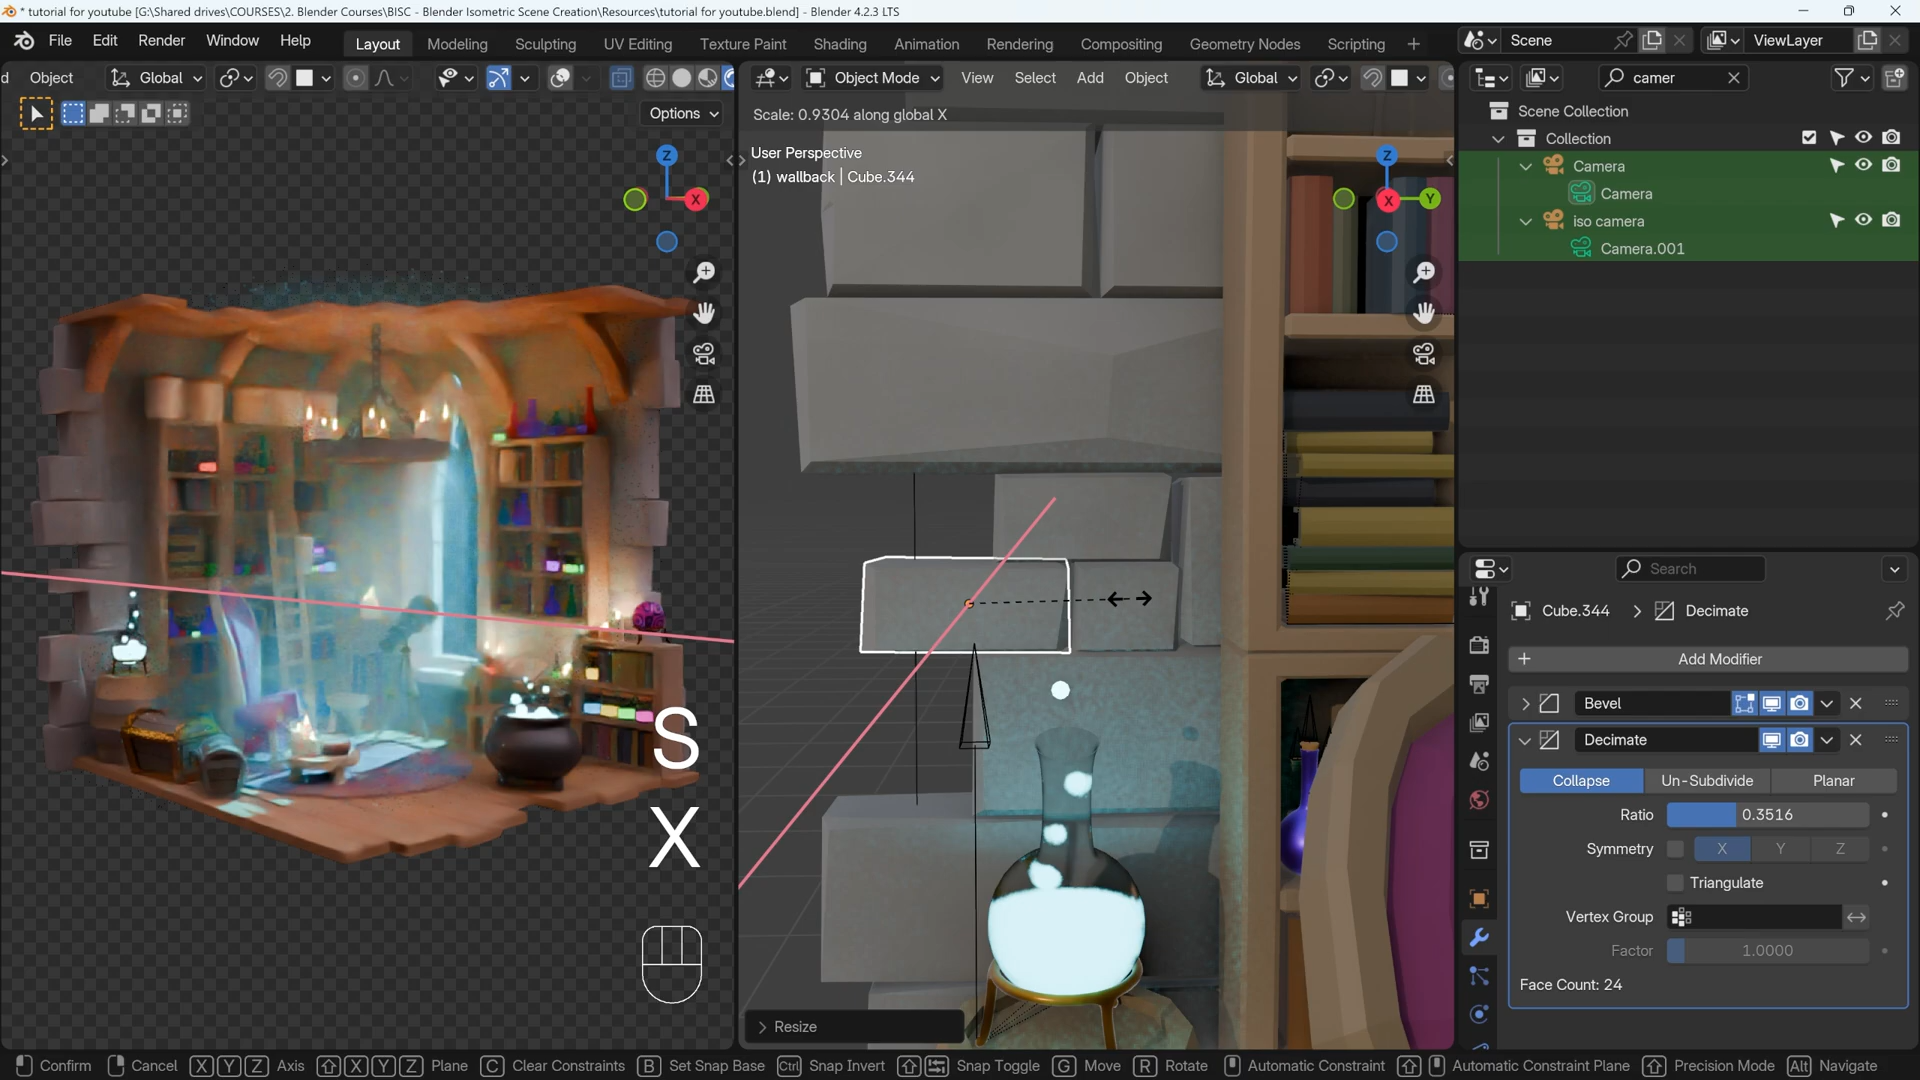 * tutorial for youtube [G:\Shared drives\COURSES\2. Blender Courses\BISC - Blender Isometric Scene Creation\Resources\tutorial for youtube.blend] - Blender 4.2.3 LTS
File Edit Render Window Help Layout Modeling Sculpting UV Editing Texture Paint Shading Animation Rendering Compositing Geometry Nodes Scripting + Scene ViewLayer
d Object Global Object Mode View Select Add Object Global camer
Options
Scale: 0.9304 along global X
Scene Collection
Collection
User Perspective
(1) wallback | Cube.344
Camera
Camera
iso camera
Camera.001
Z
X
Z
X
Y
Search
Cube.344 > Decimate
+ Add Modifier
Bevel
Decimate
Collapse Un-Subdivide Planar
Ratio 0.3516
Symmetry X Y Z
Triangulate
Vertex Group
Factor 1.0000
Face Count: 24
S
X
Resize
Confirm Cancel X Y Z Axis X Y Z Plane C Clear Constraints B Set Snap Base Ctrl Snap Invert Snap Toggle G Move R Rotate Automatic Constraint Automatic Constraint Plane Precision Mode Alt Navigate